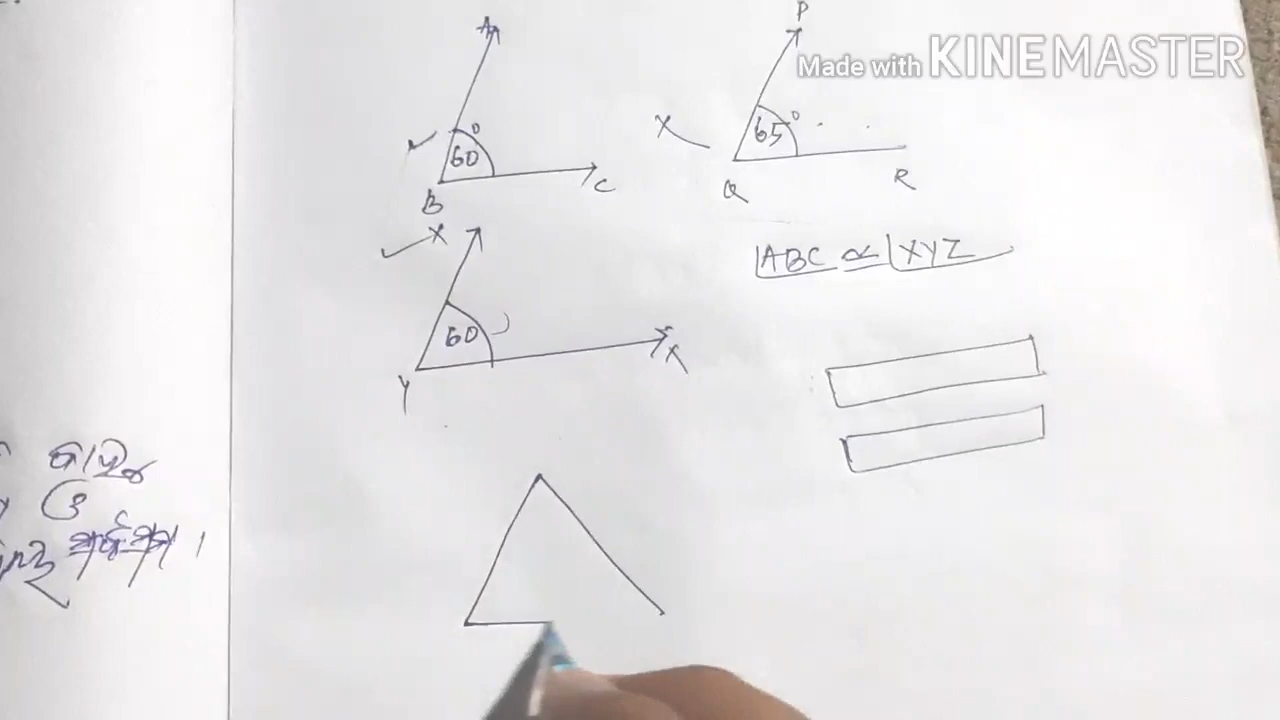 Made with KINEMASTER
A
P
60°
65°
B
C
Q
R
X
∠ABC ≅ ∠XYZ
60
X
Y
ଓ